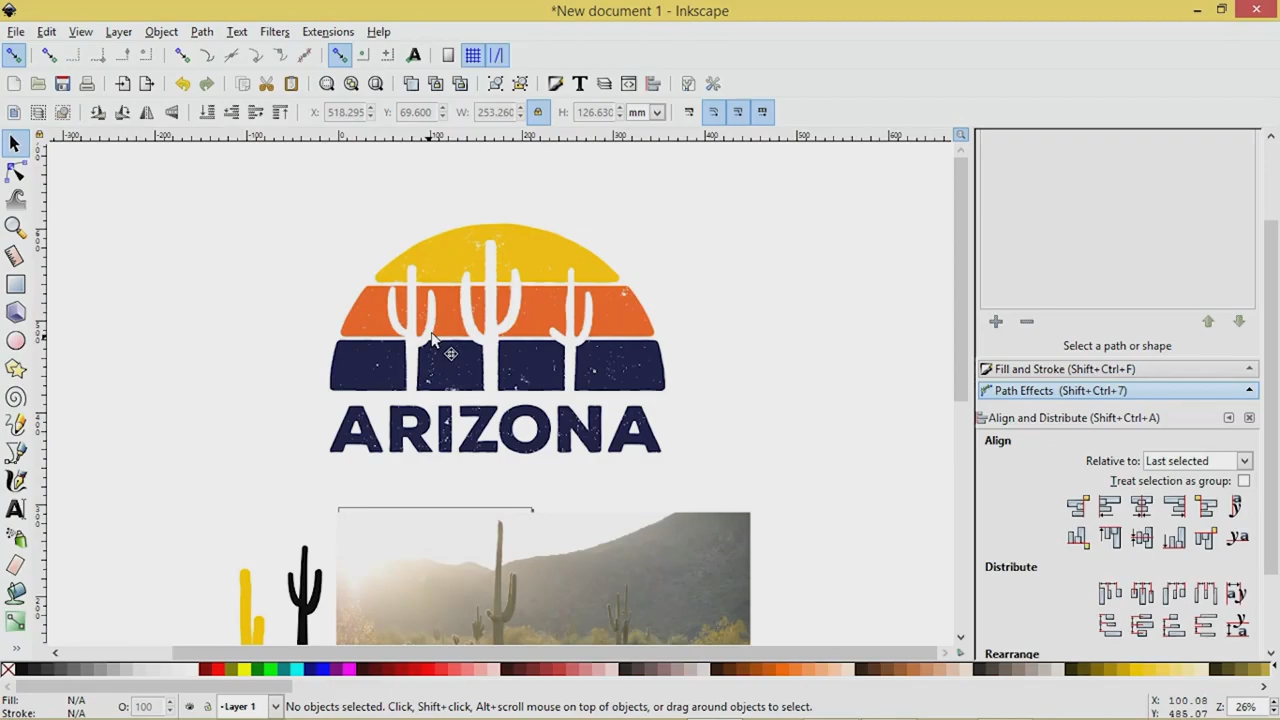 *New document 1 - Inkscape
File Edit View Layer Object Path Text Filters Extensions Help
X: 518.295 Y: 69.600 W: 253.260 H: 126.630 mm
ARIZONA
Select a path or shape
Fill and Stroke (Shift+Ctrl+F)
Path Effects (Shift+Ctrl+7)
Align and Distribute (Shift+Ctrl+A)
Align
Relative to: Last selected
Treat selection as group:
Distribute
Rearrange
Fill: N/A
Stroke: N/A
O: 100
Layer 1
No objects selected. Click, Shift+click, Alt+scroll mouse on top of objects, or drag around objects to select.
X: 100.08
Y: 485.07
Z: 26%